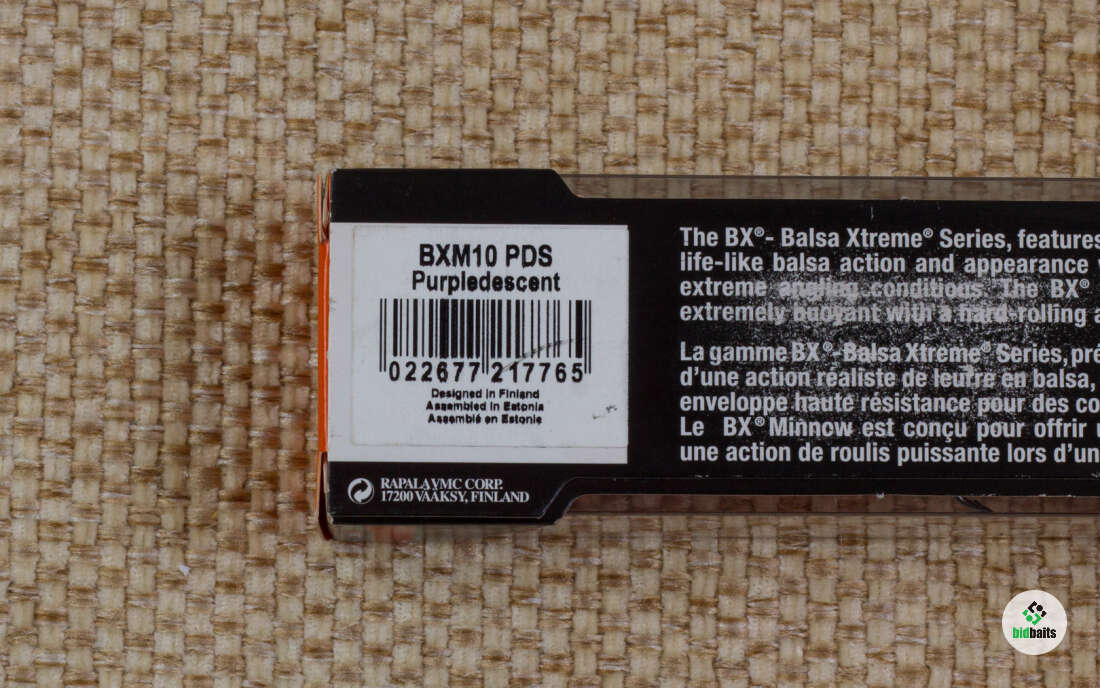 BXM10 PDS
Purpledescent
022677 217765
Designed in Finland
Assembled in Estonia
Assemblé en Estonie
RAPALA VMC CORP.
17200 VÄÄKSY, FINLAND
The BX®- Balsa Xtreme® Series, features
life-like balsa action and appearance
extreme angling conditions. The BX®
extremely buoyant with a hard-rolling a
La gamme BX®-Balsa Xtreme® Series, pré
d'une action réaliste de leurre en balsa,
enveloppe haute résistance pour des co
Le BX® Minnow est conçu pour offrir
une action de roulis puissante lors d'un
bidbaits